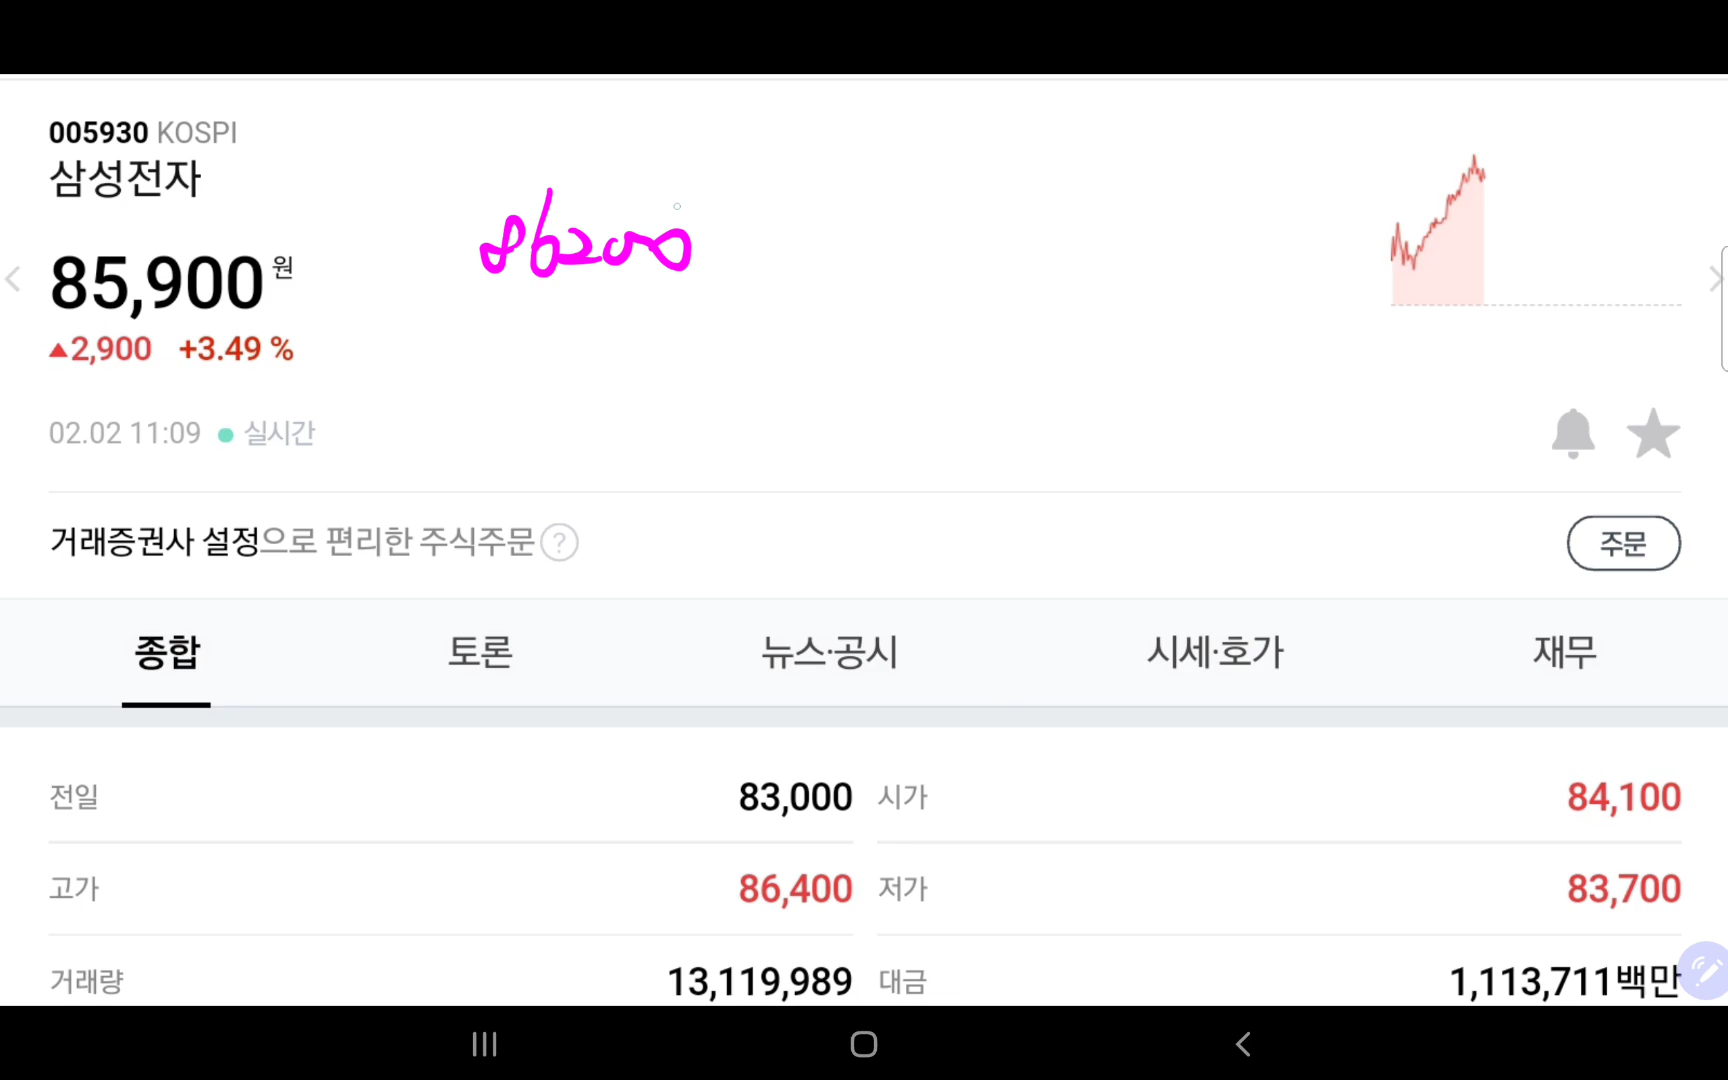 005930 KOSPI
삼성전자
86200
85,900원
▲2,900 +3.49 %
02.02 11:09 실시간
거래증권사 설정으로 편리한 주식주문 ?
주문
종합 토론 뉴스·공시 시세·호가 재무
전일 83,000 시가 84,100
고가 86,400 저가 83,700
거래량 13,119,989 대금 1,113,711백만